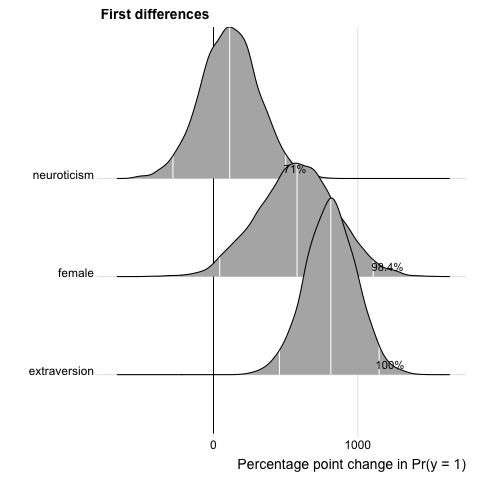 First differences
neuroticism
71%
female
98.4%
extraversion
100%
0 1000
Percentage point change in Pr(y = 1)